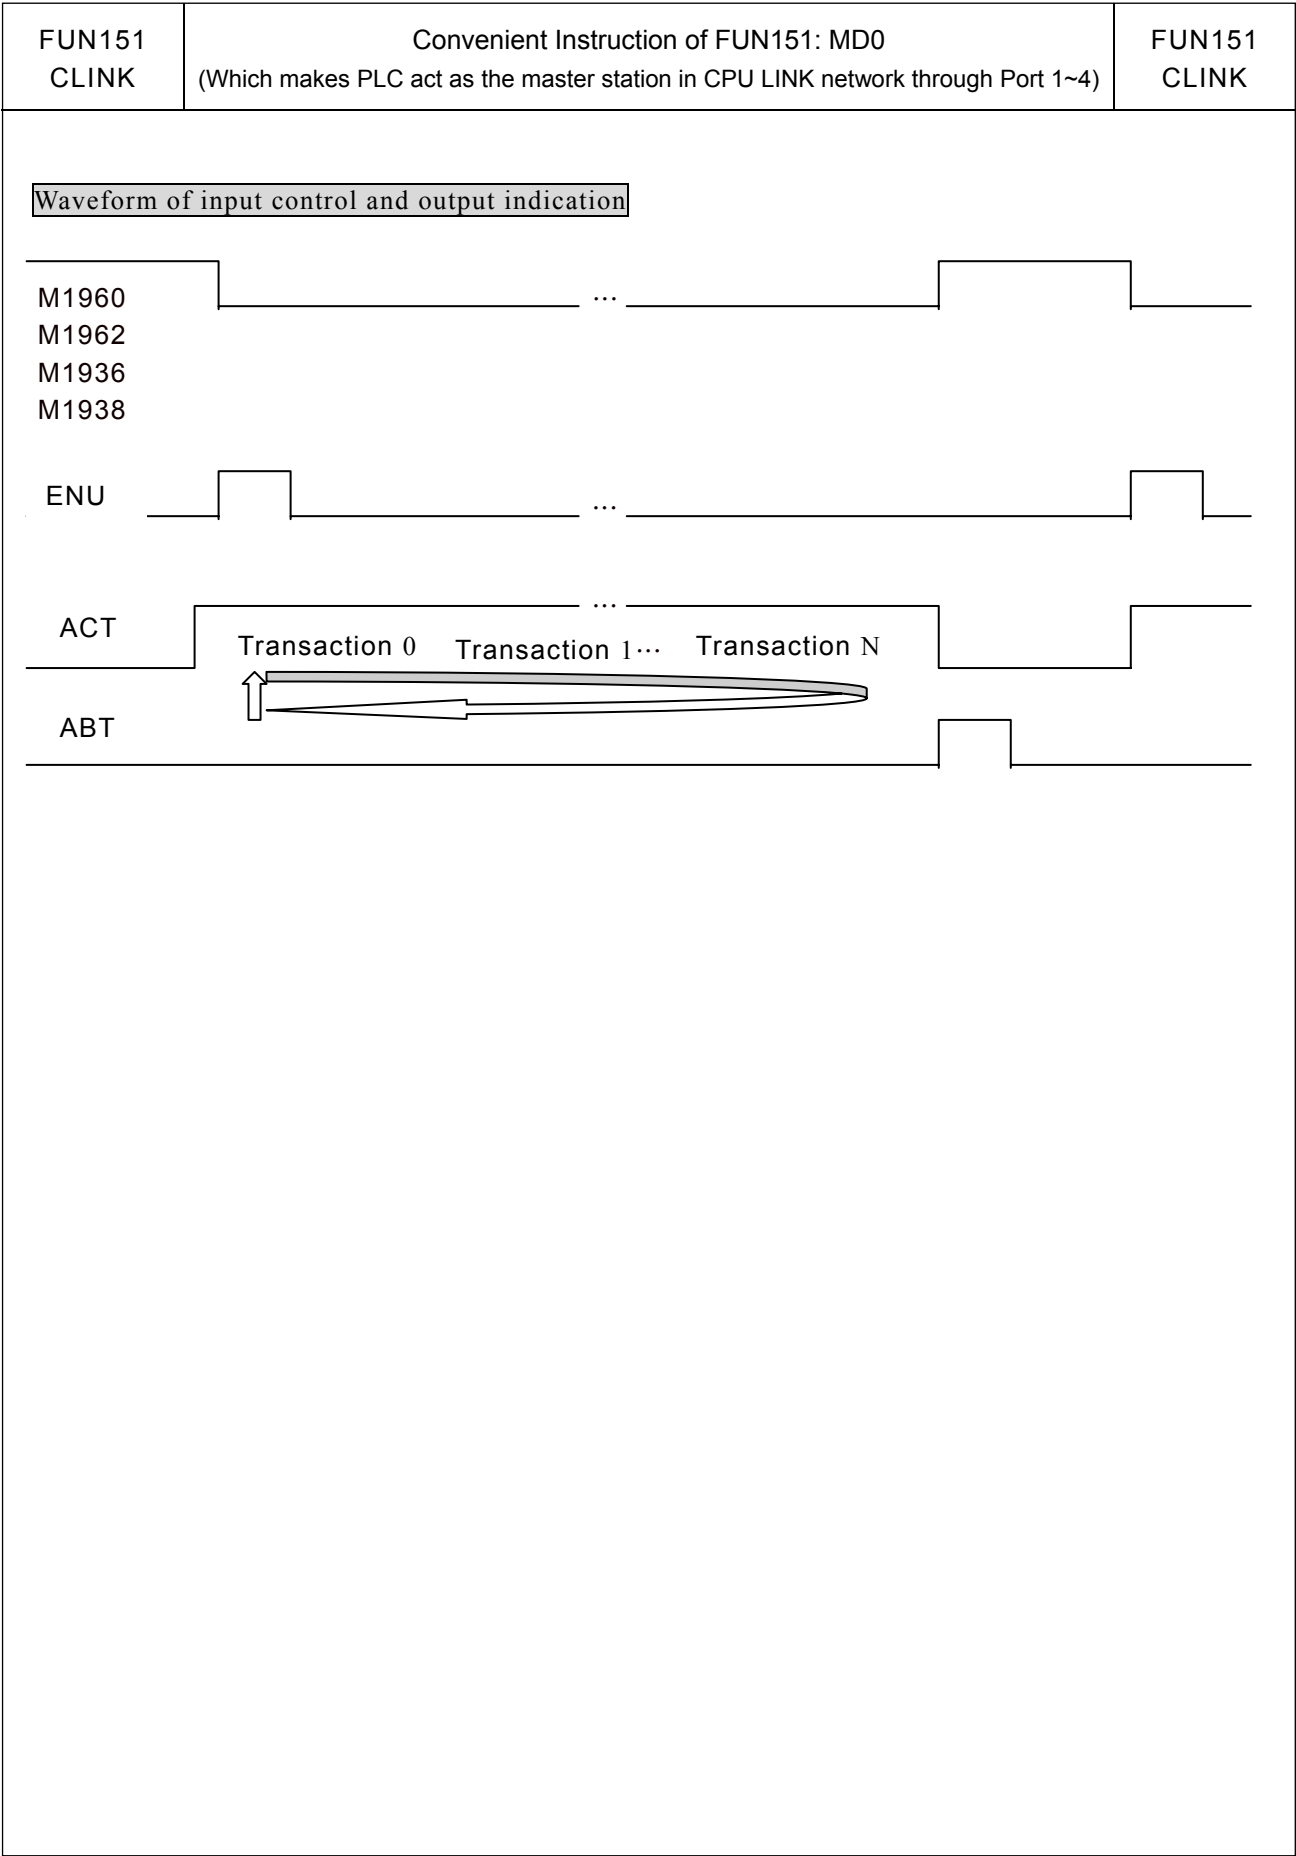 FUN151
CLINK
Convenient Instruction of FUN151: MD0
(Which makes PLC act as the master station in CPU LINK network through Port 1~4)
FUN151
CLINK
Waveform of input control and output indication
M1960
...
M1962
M1936
M1938
ENU
...
ACT
...
Transaction 0 Transaction 1··· Transaction N
ABT